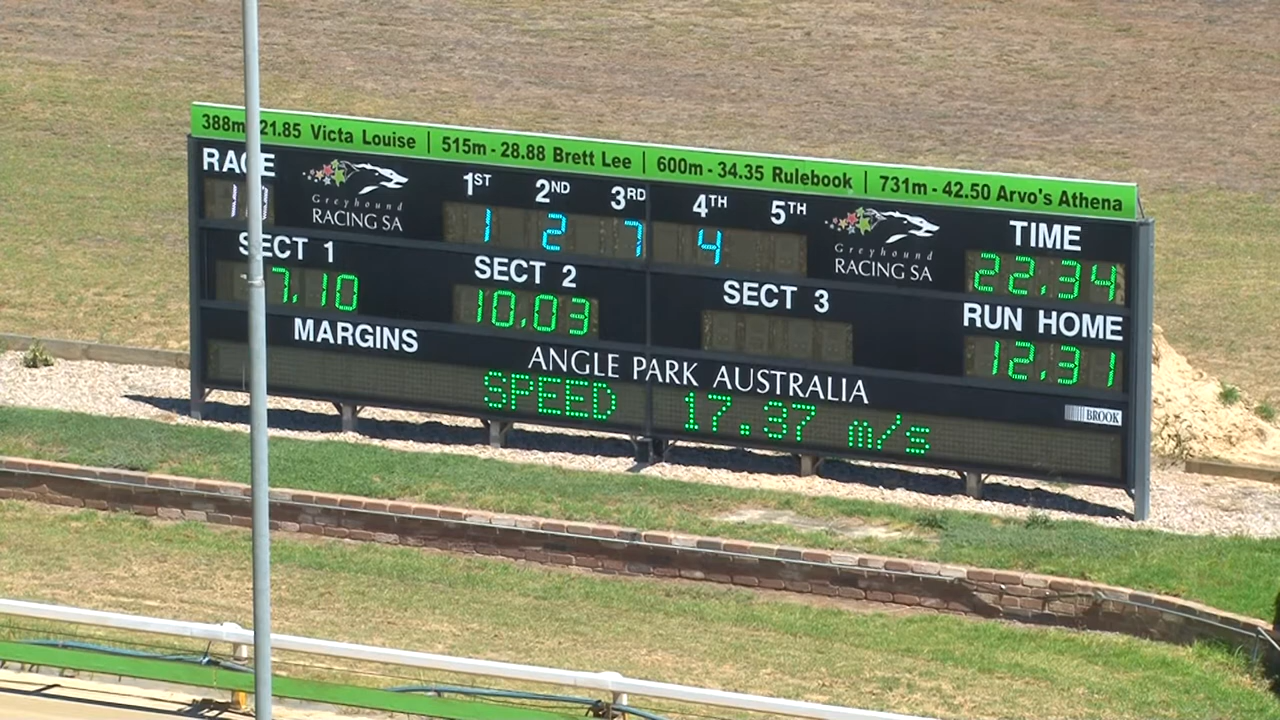 388m 21.85 Victa Louise | 515m - 28.88 Brett Lee | 600m - 34.35 Rulebook | 731m - 42.50 Arvo's Athena
RACE
Greyhound
RACING SA
1ST 2ND 3RD 4TH 5TH
1 2 7 4
Greyhound
RACING SA
TIME
22.34
SECT 1
7.10
SECT 2
10.03
SECT 3
RUN HOME
12.31
MARGINS
ANGLE PARK AUSTRALIA
SPEED 17.37 m/s
BROOK